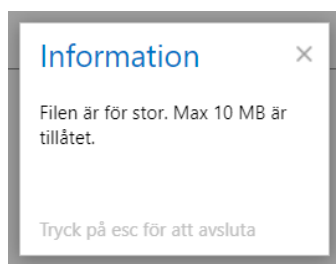 Information
Filen är för stor. Max 10 MB är
tillåtet.
Tryck på esc för att avsluta